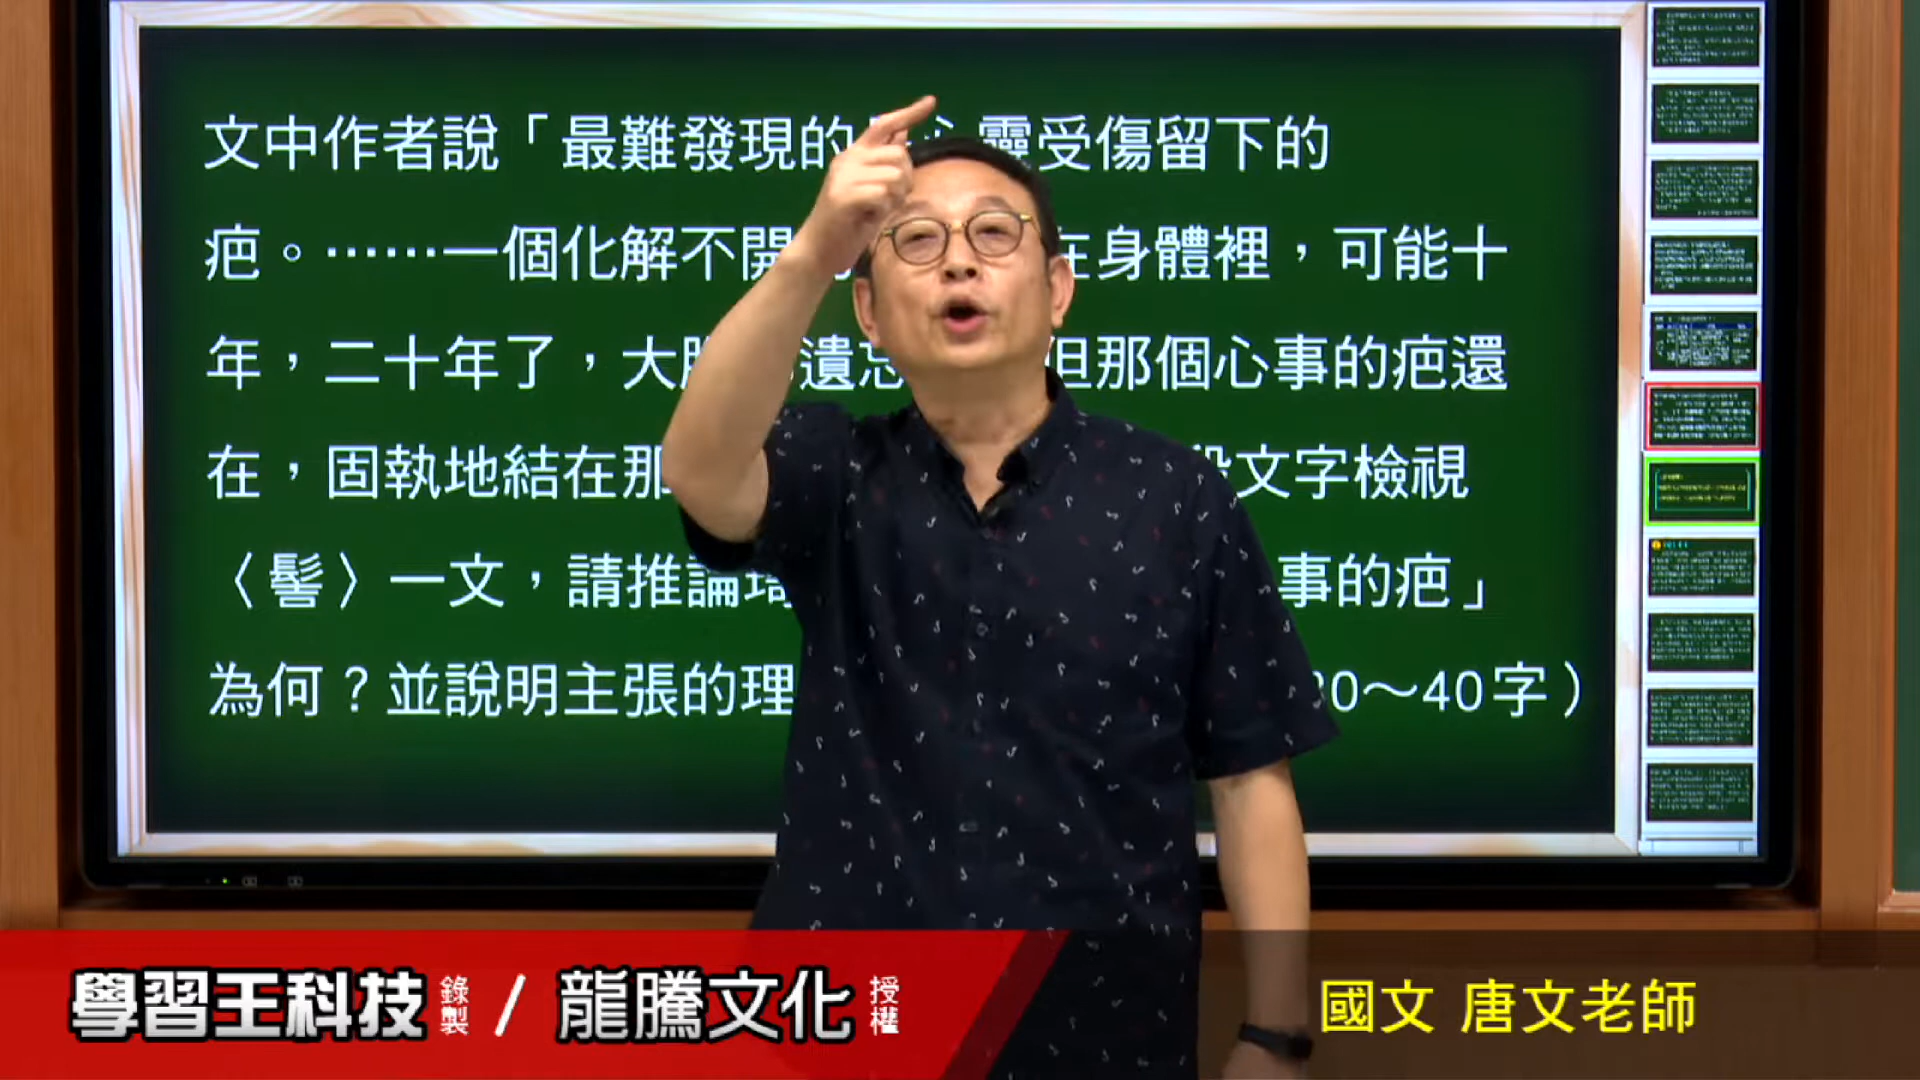 文中作者說「最難發現的 靈受傷留下的
疤。⋯⋯一個化解不開 在身體裡，可能十
年，二十年了，大 遺忘 但那個心事的疤還
在，固執地結在那 文字檢視
〈髻〉一文，請推論琦 事的疤」
為何？並說明主張的理 30～40字）
學習王科技 錄製 / 龍騰文化 授權
國文 唐文老師